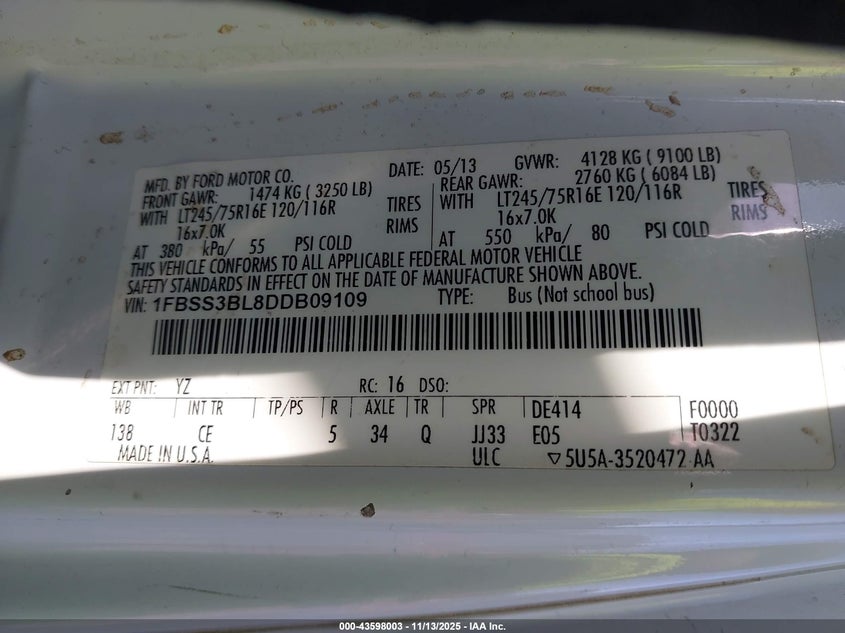 MFD. BY FORD MOTOR CO. DATE: 05/13 GVWR: 4128 KG ( 9100 LB)
FRONT GAWR: 1474 KG ( 3250 LB) REAR GAWR: 2760 KG ( 6084 LB)
WITH LT245/75R16E 120/116R TIRES WITH LT245/75R16E 120/116R TIRES
16x7.0K RIMS 16x7.0K RIMS
AT 380 kPa/ 55 PSI COLD AT 550 kPa/ 80 PSI COLD
THIS VEHICLE CONFORMS TO ALL APPLICABLE FEDERAL MOTOR VEHICLE
SAFETY STANDARDS IN EFFECT ON THE DATE OF MANUFACTURE SHOWN ABOVE.
VIN: 1FBSS3BL8DDB09109 TYPE: Bus (Not school bus)
EXT PNT: YZ RC: 16 DSO:
WB INT TR TP/PS R AXLE TR SPR DE414 F0000
138 CE 5 34 Q JJ33 E05 T0322
MADE IN U.S.A. ULC ▽5U5A-3520472 AA
000-43598003 - 11/13/2025 - IAA Inc.